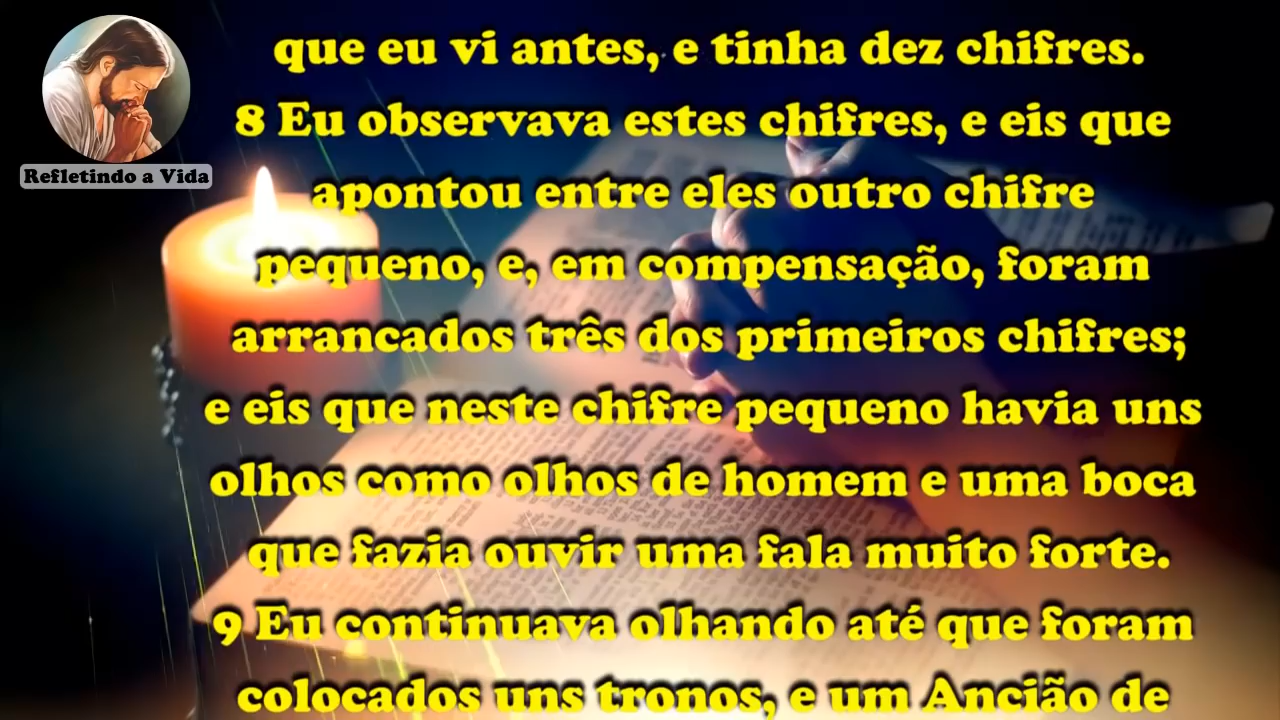 Refletindo a Vida
que eu vi antes, e tinha dez chifres.
8 Eu observava estes chifres, e eis que
apontou entre eles outro chifre
pequeno, e, em compensação, foram
arrancados três dos primeiros chifres;
e eis que neste chifre pequeno havia uns
olhos como olhos de homem e uma boca
que fazia ouvir uma fala muito forte.
9 Eu continuava olhando até que foram
colocados uns tronos, e um Ancião de